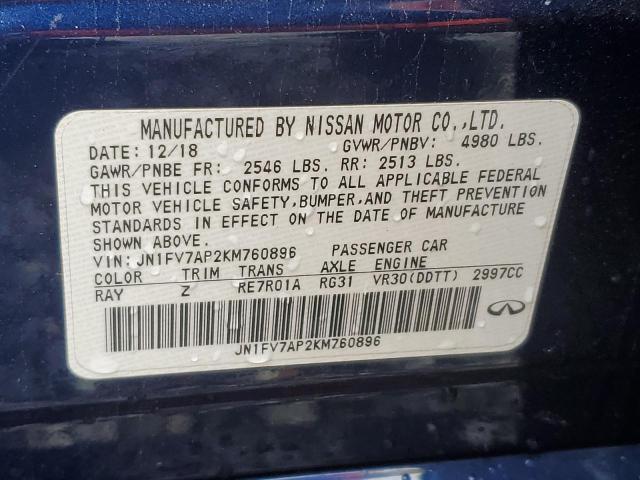 MANUFACTURED BY NISSAN MOTOR CO.,LTD.
DATE: 12/18 GVWR/PNBV: 4980 LBS.
GAWR/PNBE FR: 2546 LBS. RR: 2513 LBS.
THIS VEHICLE CONFORMS TO ALL APPLICABLE FEDERAL
MOTOR VEHICLE SAFETY,BUMPER,AND THEFT PREVENTION
STANDARDS IN EFFECT ON THE DATE OF MANUFACTURE
SHOWN ABOVE.
VIN:JN1FV7AP2KM760896 PASSENGER CAR
COLOR TRIM TRANS AXLE ENGINE
RAY Z RE7R01A RG31 VR30(DDTT) 2997CC
JN1FV7AP2KM760896